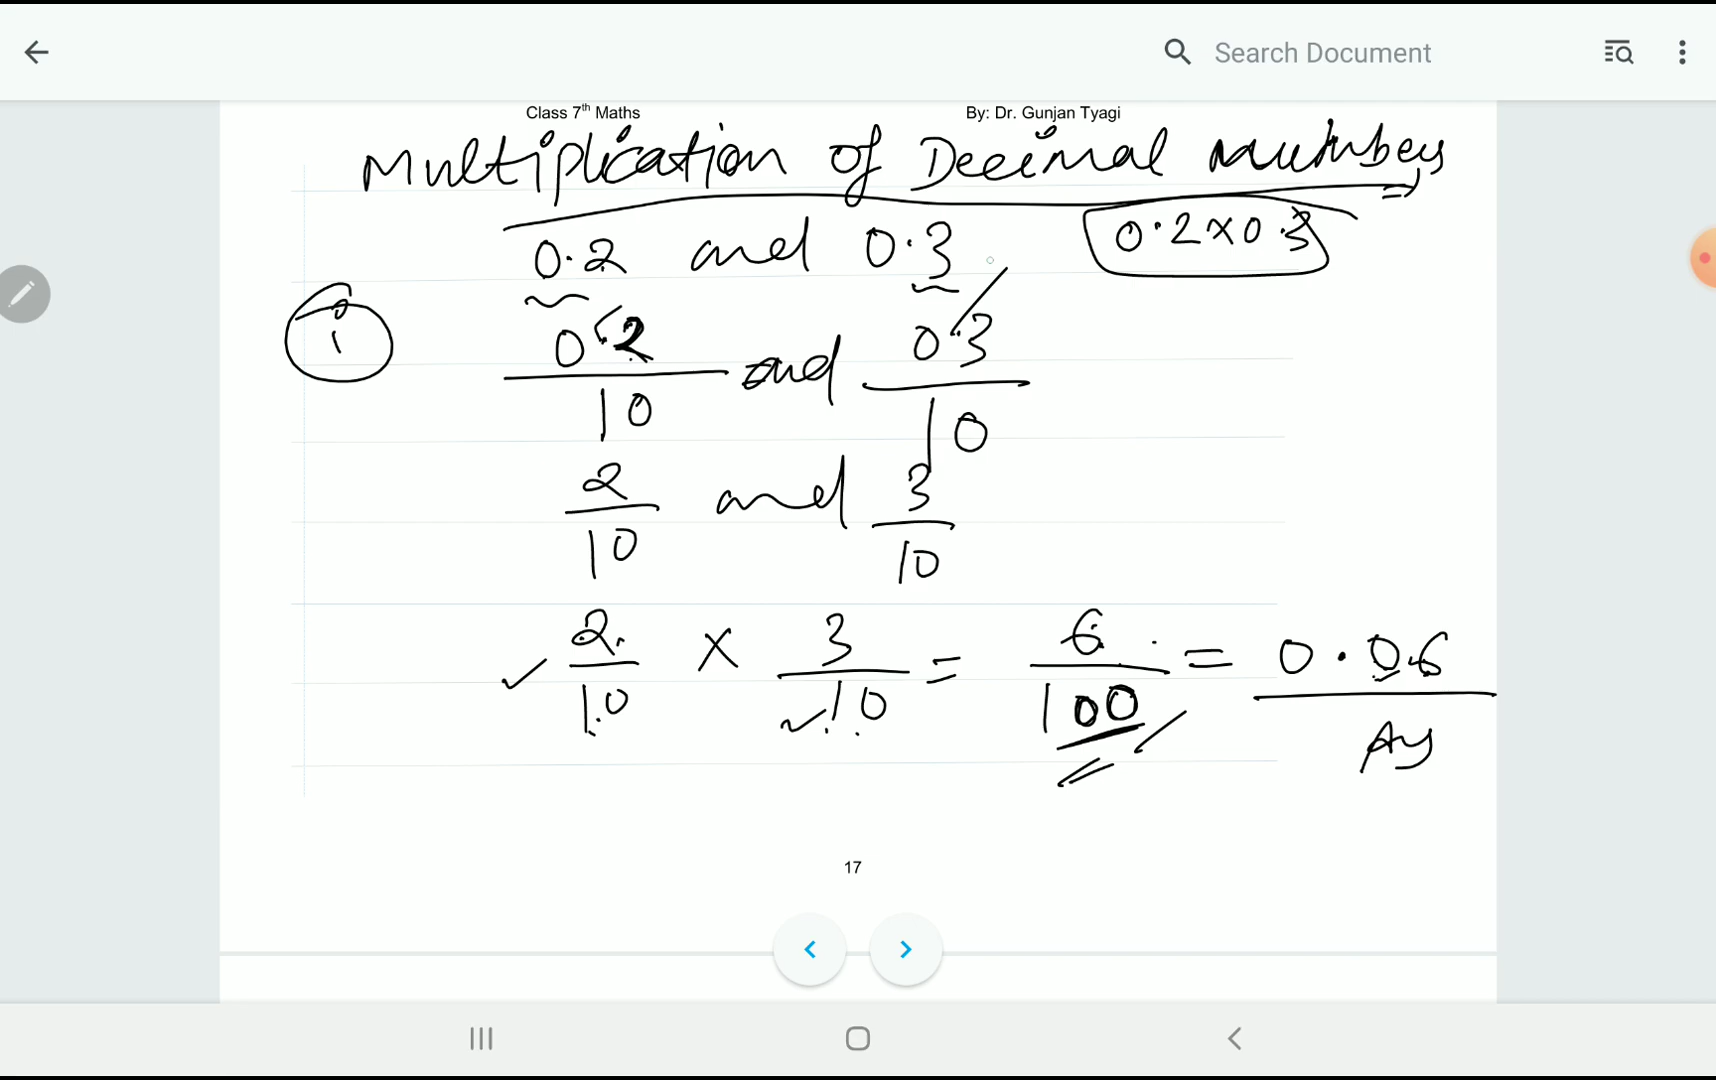 Search Document
Class 7th Maths By: Dr. Gunjan Tyagi
Multiplication of Decimal Numbers
0.2 and 0.3 0.2 × 0.3
i
02 and 03
10 10
2 and 3
10 10
2 × 3 = 6 = 0.06
10 10 100
Ans
17